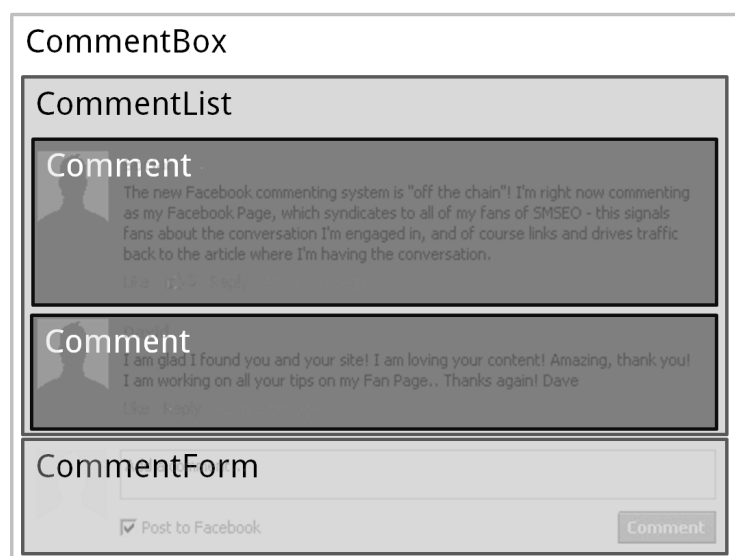 CommentBox
CommentList
Comment
The new Facebook commenting system is "off the chain"! I'm right now commenting
as my Facebook Page, which syndicates to all of my fans of SMSEO - this signals
fans about the conversation I'm engaged in, and of course links and drives traffic
back to the article where I'm having the conversation.
Like Reply
Comment
I am glad I found you and your site! I am loving your content! Amazing, thank you!
I am working on all your tips on my Fan Page.. Thanks again! Dave
Like Reply
CommentForm
Post to Facebook
Comment